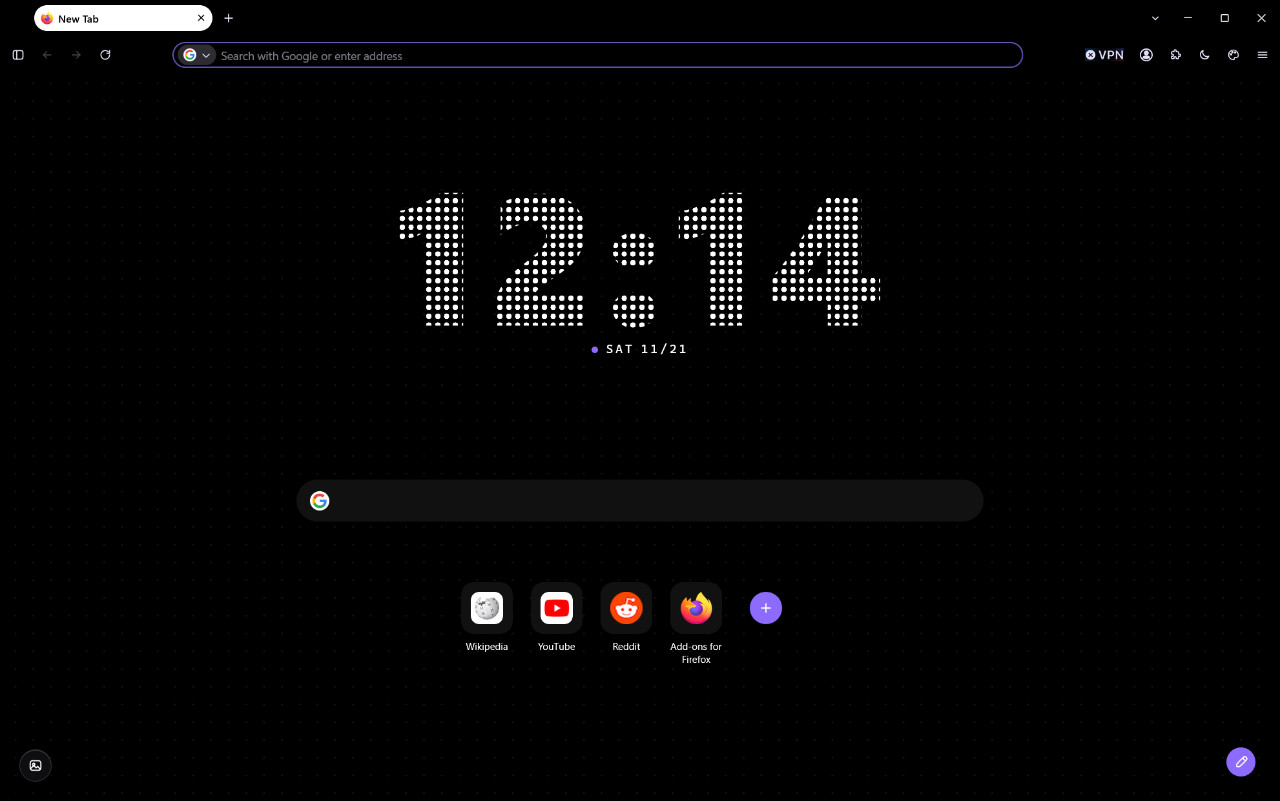 New Tab
Search with Google or enter address
VPN
12:14
SAT 11/21
Wikipedia
YouTube
Reddit
Add-ons for
Firefox